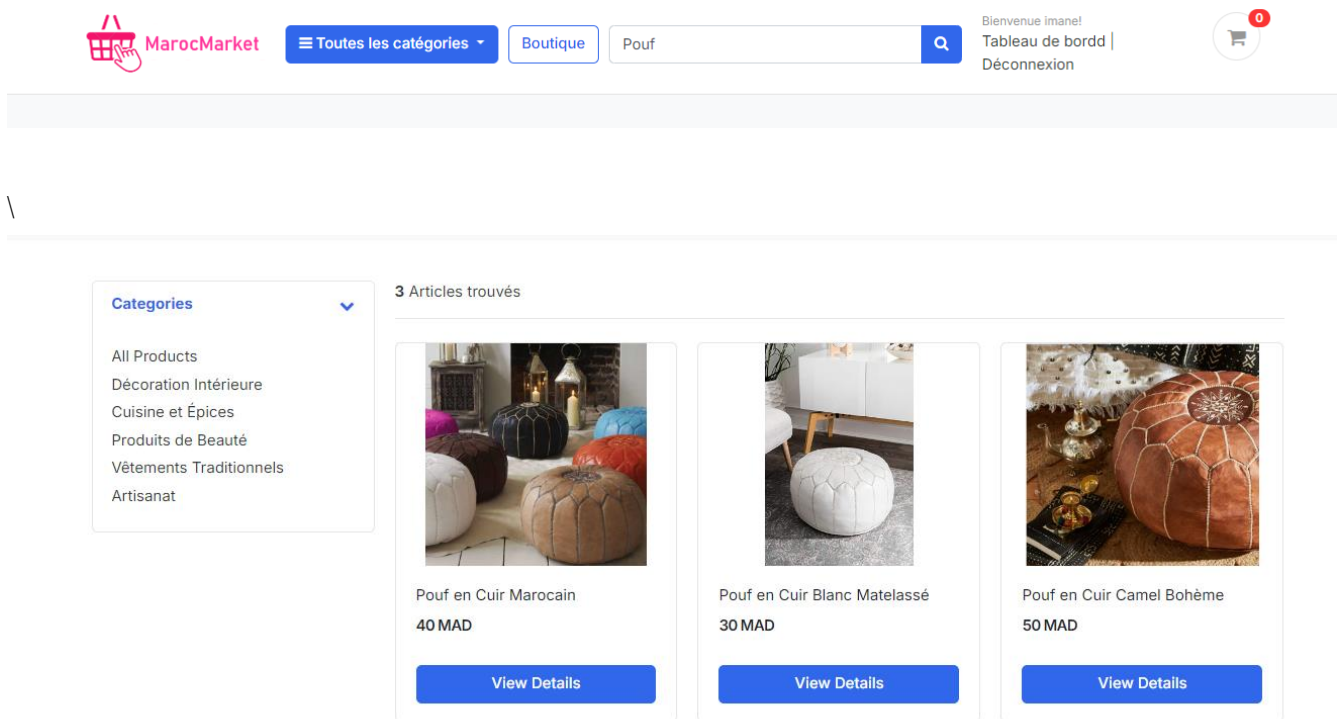 MarocMarket
Toutes les catégories
Boutique
Pouf
Bienvenue imane!
Tableau de bordd |
Déconnexion
0
\
Categories
All Products
Décoration Intérieure
Cuisine et Épices
Produits de Beauté
Vêtements Traditionnels
Artisanat
3 Articles trouvés
Pouf en Cuir Marocain
40 MAD
View Details
Pouf en Cuir Blanc Matelassé
30 MAD
View Details
Pouf en Cuir Camel Bohème
50 MAD
View Details